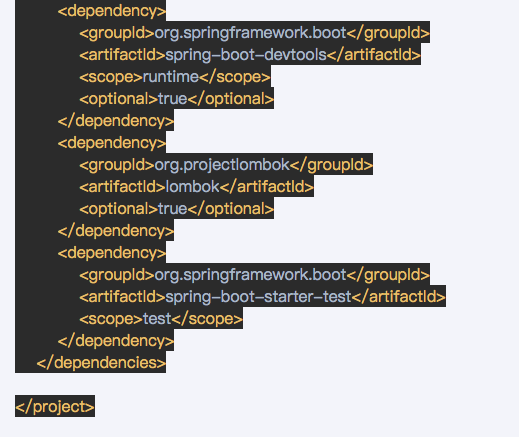 <dependency>
<groupId>org.springframework.boot</groupId>
<artifactId>spring-boot-devtools</artifactId>
<scope>runtime</scope>
<optional>true</optional>
</dependency>
<dependency>
<groupId>org.projectlombok</groupId>
<artifactId>lombok</artifactId>
<optional>true</optional>
</dependency>
<dependency>
<groupId>org.springframework.boot</groupId>
<artifactId>spring-boot-starter-test</artifactId>
<scope>test</scope>
</dependency>
</dependencies>
</project>